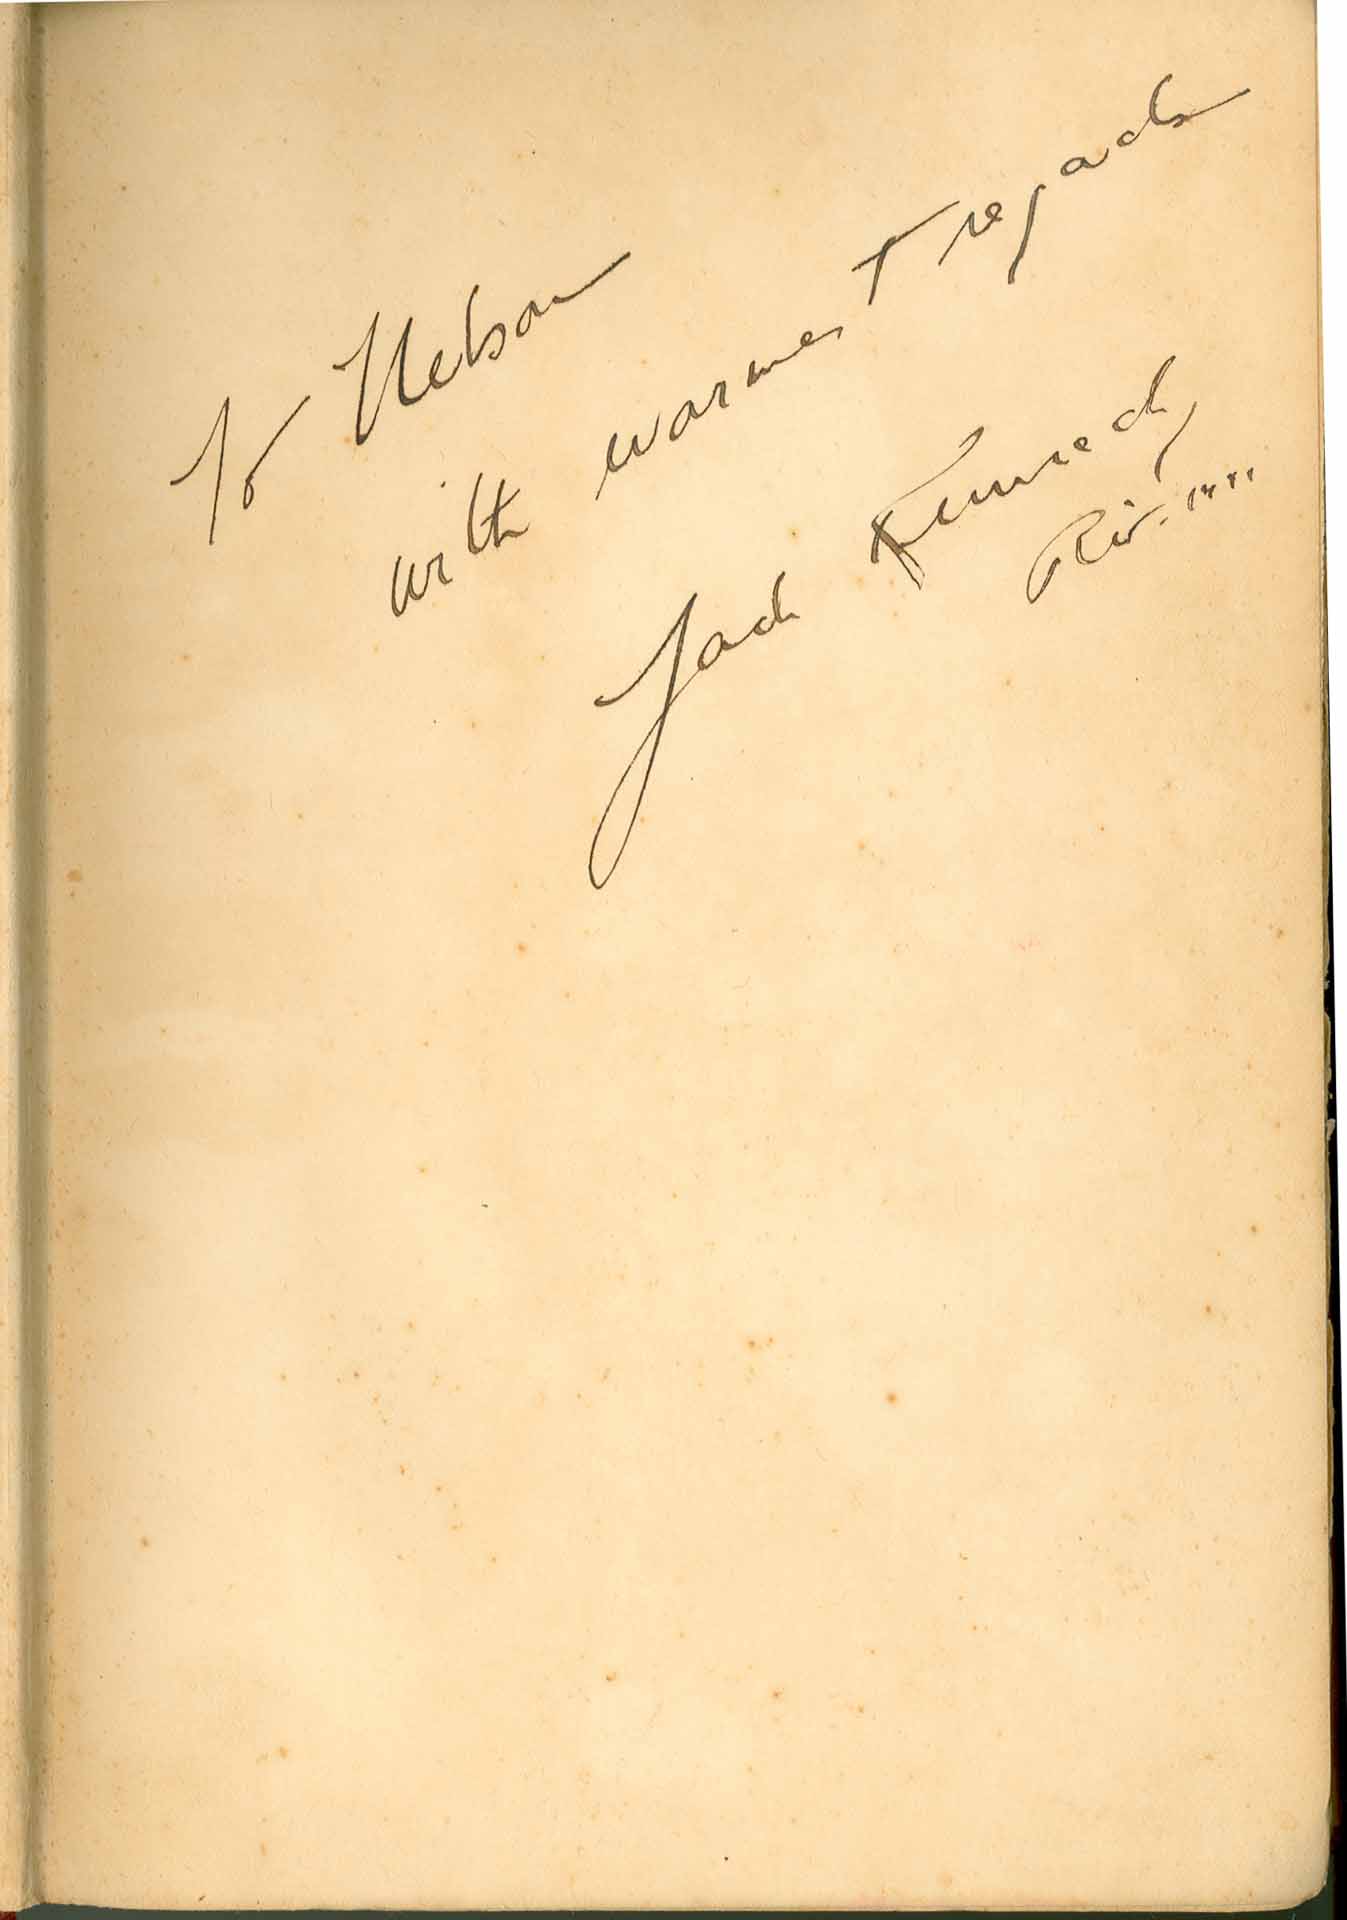 To Nelson
with warmest regards
Jack Kennedy